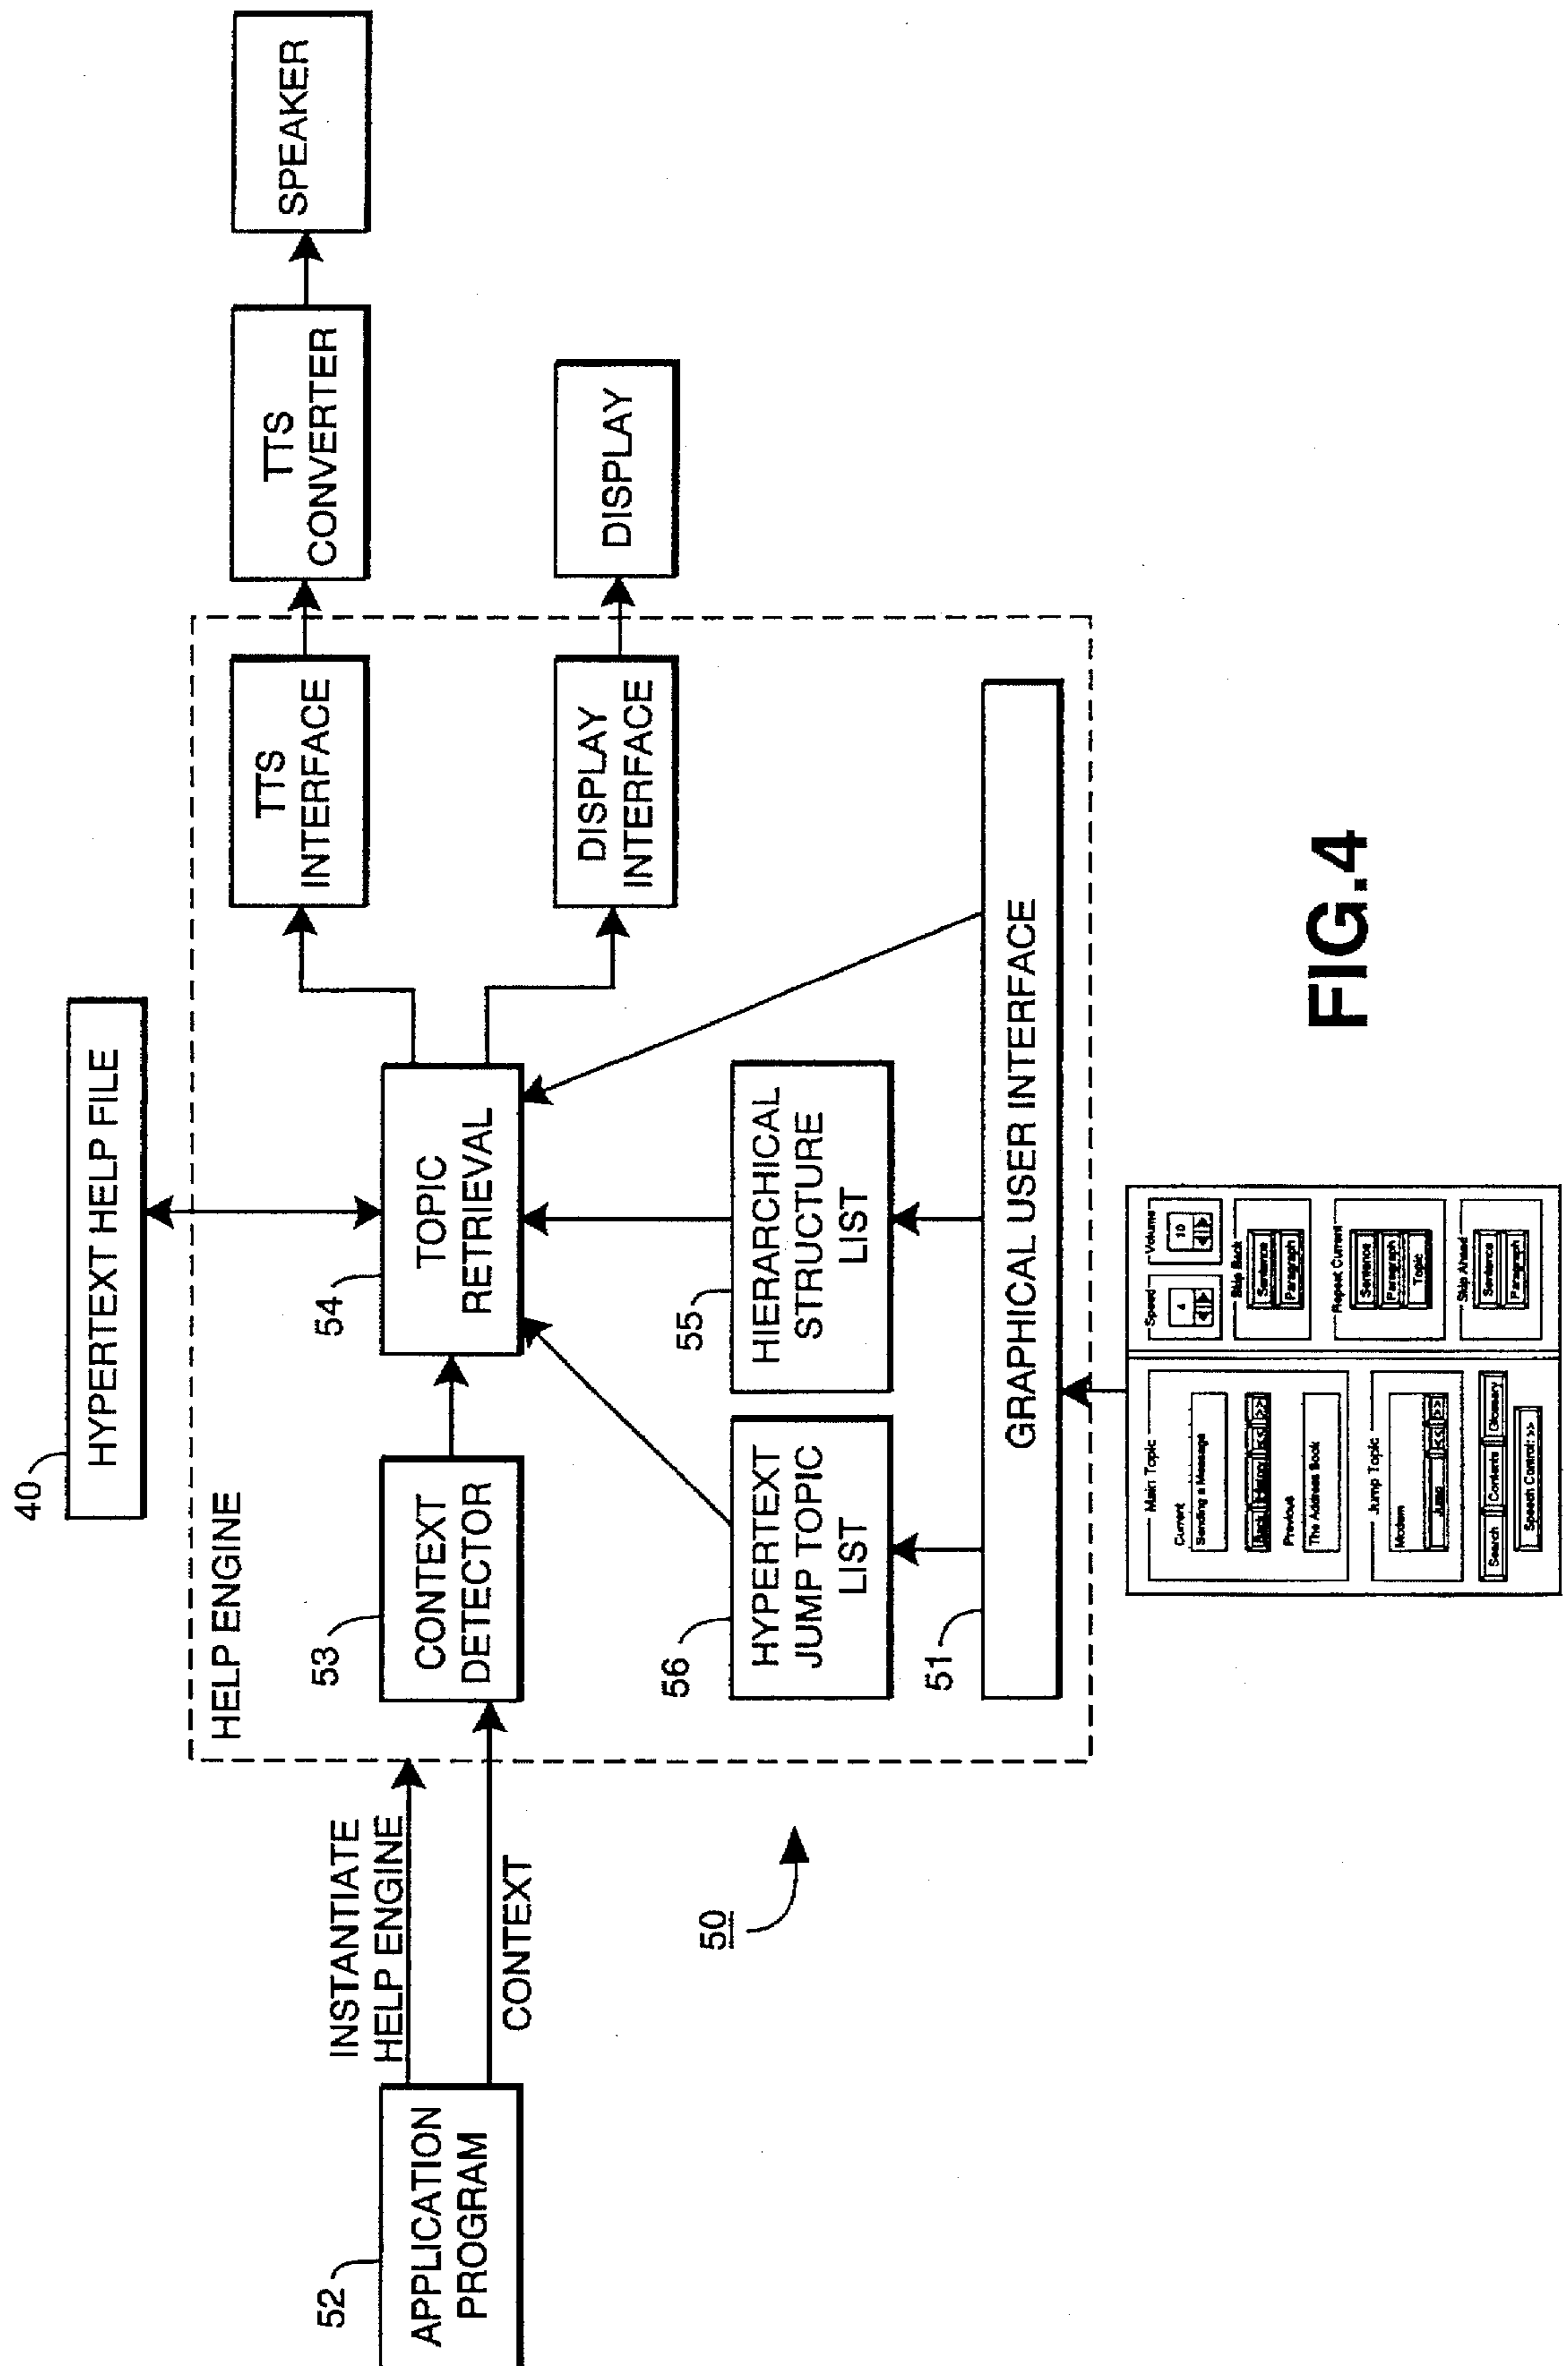 40
HYPERTEXT HELP FILE
HELP ENGINE
INSTANTIATE
HELP ENGINE
CONTEXT
52
APPLICATION
PROGRAM
53
CONTEXT
DETECTOR
54
TOPIC
RETRIEVAL
TTS
INTERFACE
TTS
CONVERTER
SPEAKER
DISPLAY
INTERFACE
DISPLAY
56
HYPERTEXT
JUMP TOPIC
LIST
55
HIERARCHICAL
STRUCTURE
LIST
51
GRAPHICAL USER INTERFACE
50
Main Topic
Current
Sending a Message
Back History << >>
Previous
The Address Book
Jump Topic
Modem
Jump << >>
Search Contents Glossary
Speech Control: >>
Speed
4
Volume
10
Skip Back
Sentence
Paragraph
Repeat Current
Sentence
Paragraph
Topic
Skip Ahead
Sentence
Paragraph
FIG.4